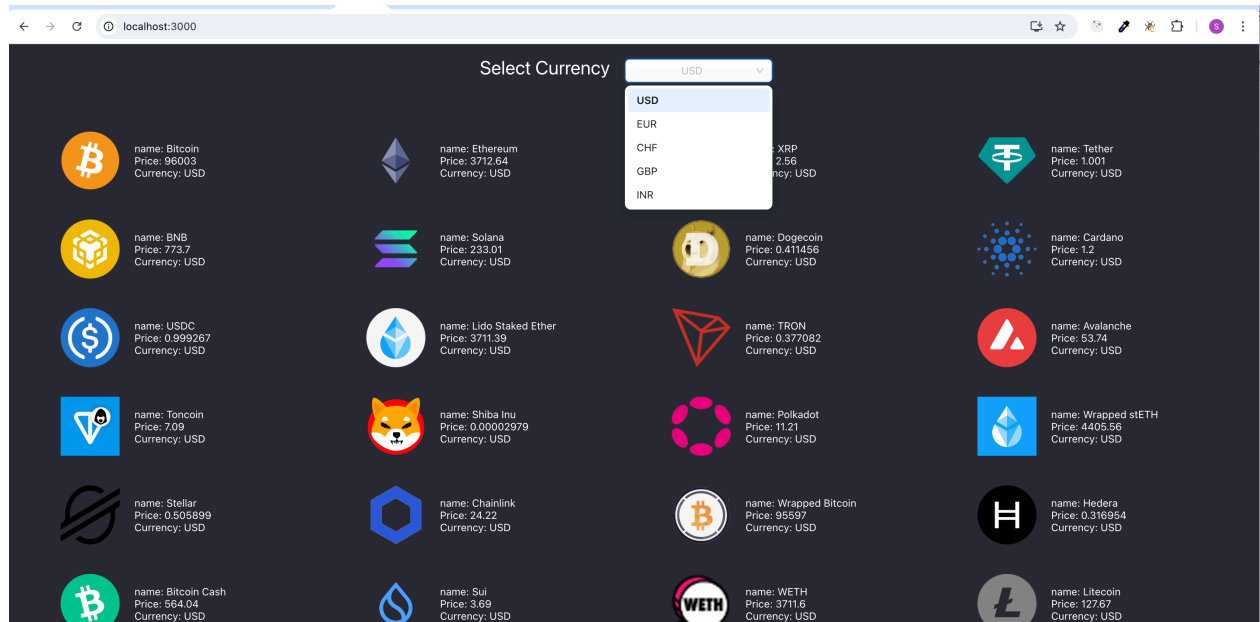 localhost:3000
S
Select Currency
USD
USD
EUR
CHF
GBP
INR
name: Bitcoin
Price: 96003
Currency: USD
name: Ethereum
Price: 3712.64
Currency: USD
: XRP
2.56
ncy: USD
name: Tether
Price: 1.001
Currency: USD
name: BNB
Price: 773.7
Currency: USD
name: Solana
Price: 233.01
Currency: USD
name: Dogecoin
Price: 0.411456
Currency: USD
name: Cardano
Price: 1.2
Currency: USD
name: USDC
Price: 0.999267
Currency: USD
name: Lido Staked Ether
Price: 3711.39
Currency: USD
name: TRON
Price: 0.377082
Currency: USD
name: Avalanche
Price: 53.74
Currency: USD
name: Toncoin
Price: 7.09
Currency: USD
name: Shiba Inu
Price: 0.00002979
Currency: USD
name: Polkadot
Price: 11.21
Currency: USD
name: Wrapped stETH
Price: 4405.56
Currency: USD
name: Stellar
Price: 0.505899
Currency: USD
name: Chainlink
Price: 24.22
Currency: USD
name: Wrapped Bitcoin
Price: 95597
Currency: USD
name: Hedera
Price: 0.316954
Currency: USD
name: Bitcoin Cash
Price: 564.04
Currency: USD
name: Sui
Price: 3.69
Currency: USD
WETH
name: WETH
Price: 3711.6
Currency: USD
name: Litecoin
Price: 127.67
Currency: USD